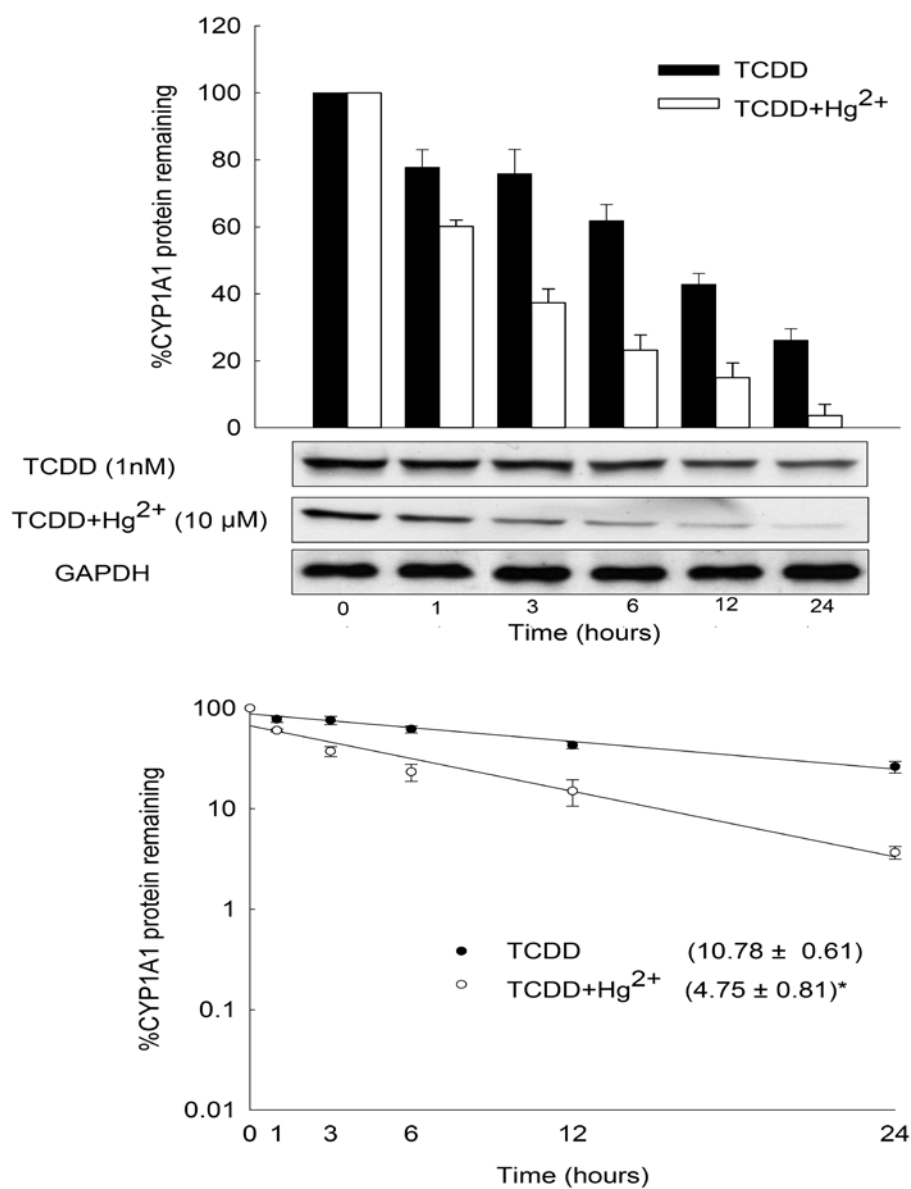 120
100
80
60
40
20
0
%CYP1A1 protein remaining
TCDD
TCDD+Hg²⁺
TCDD (1nM)
TCDD+Hg²⁺ (10 µM)
GAPDH
0 1 3 6 12 24
Time (hours)
100
10
1
0.1
0.01
%CYP1A1 protein remaining
TCDD (10.78 ± 0.61)
TCDD+Hg²⁺ (4.75 ± 0.81)*
0 1 3 6 12 24
Time (hours)